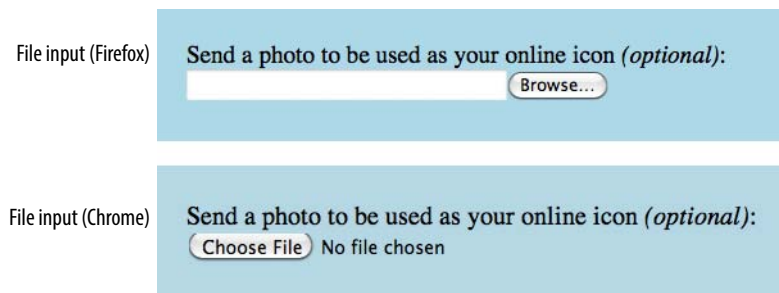 File input (Firefox)
Send a photo to be used as your online icon (optional):
Browse...
File input (Chrome)
Send a photo to be used as your online icon (optional):
Choose File No file chosen